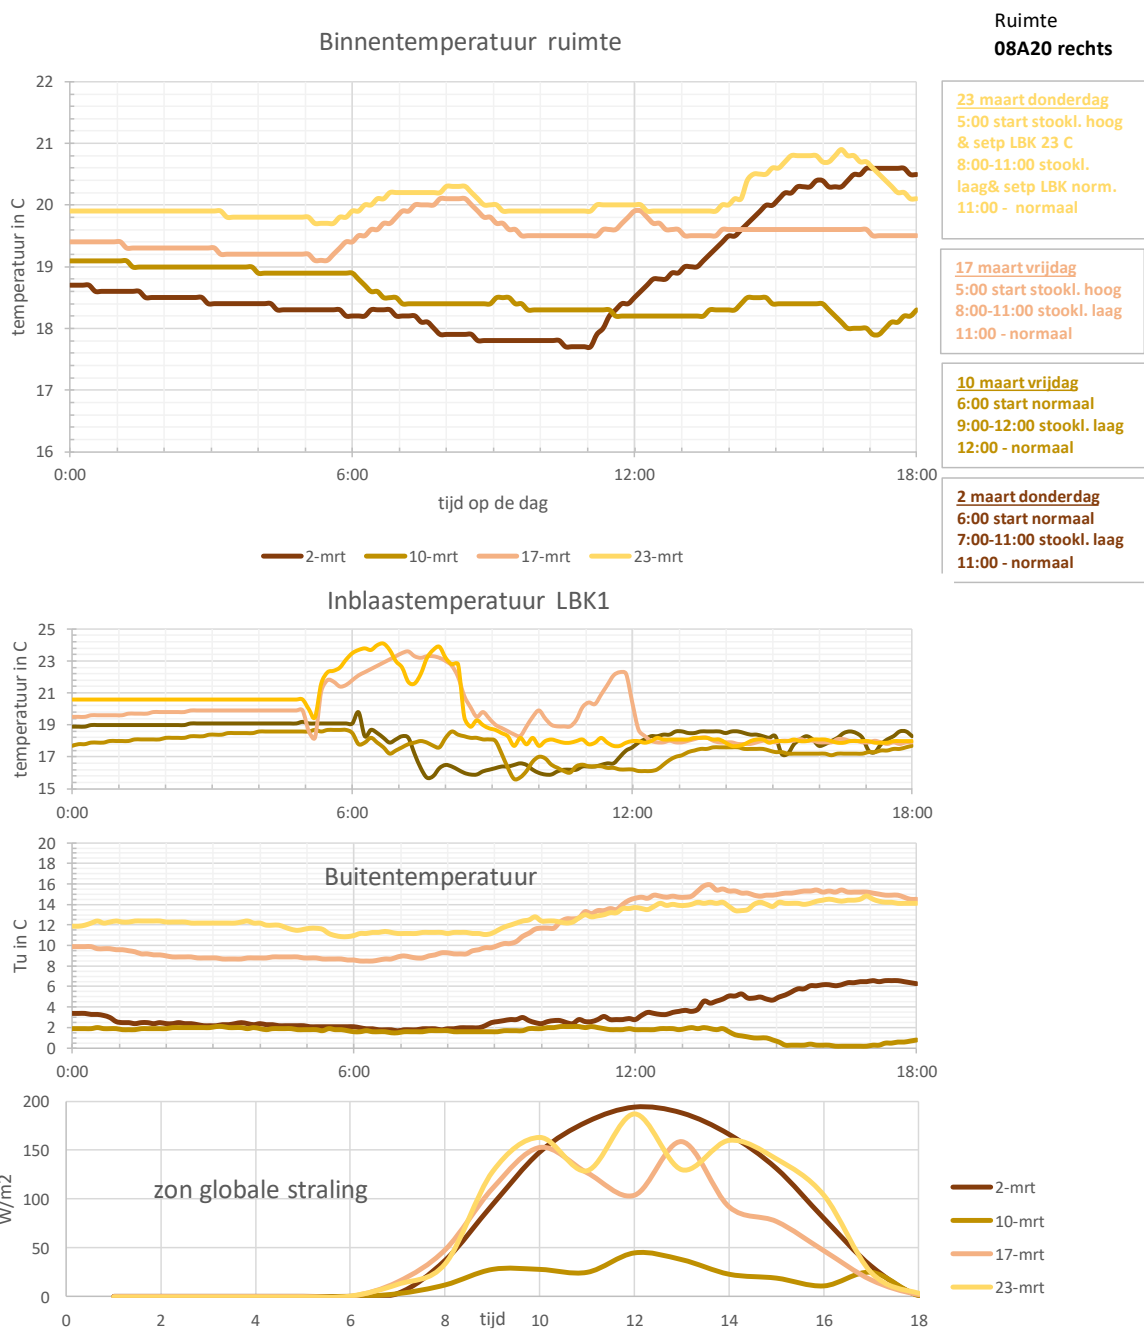 Binnentemperatuur ruimte
Ruimte
08A20 rechts
temperatuur in C
22
21
20
19
18
17
16
0:00
6:00
12:00
18:00
tijd op de dag
2-mrt
10-mrt
17-mrt
23-mrt
23 maart donderdag
5:00 start stookl. hoog
& setp LBK 23 C
8:00-11:00 stookl.
laag& setp LBK norm.
11:00 - normaal
17 maart vrijdag
5:00 start stookl. hoog
8:00-11:00 stookl. laag
11:00 - normaal
10 maart vrijdag
6:00 start normaal
9:00-12:00 stookl. laag
12:00 - normaal
2 maart donderdag
6:00 start normaal
7:00-11:00 stookl. laag
11:00 - normaal
Inblaastemperatuur LBK1
temperatuur in C
25
23
21
19
17
15
0:00
6:00
12:00
18:00
Buitentemperatuur
Tu in C
20
18
16
14
12
10
8
6
4
2
0
0:00
6:00
12:00
18:00
zon globale straling
W/m2
200
150
100
50
0
0
2
4
6
8
tijd
10
12
14
16
18
2-mrt
10-mrt
17-mrt
23-mrt